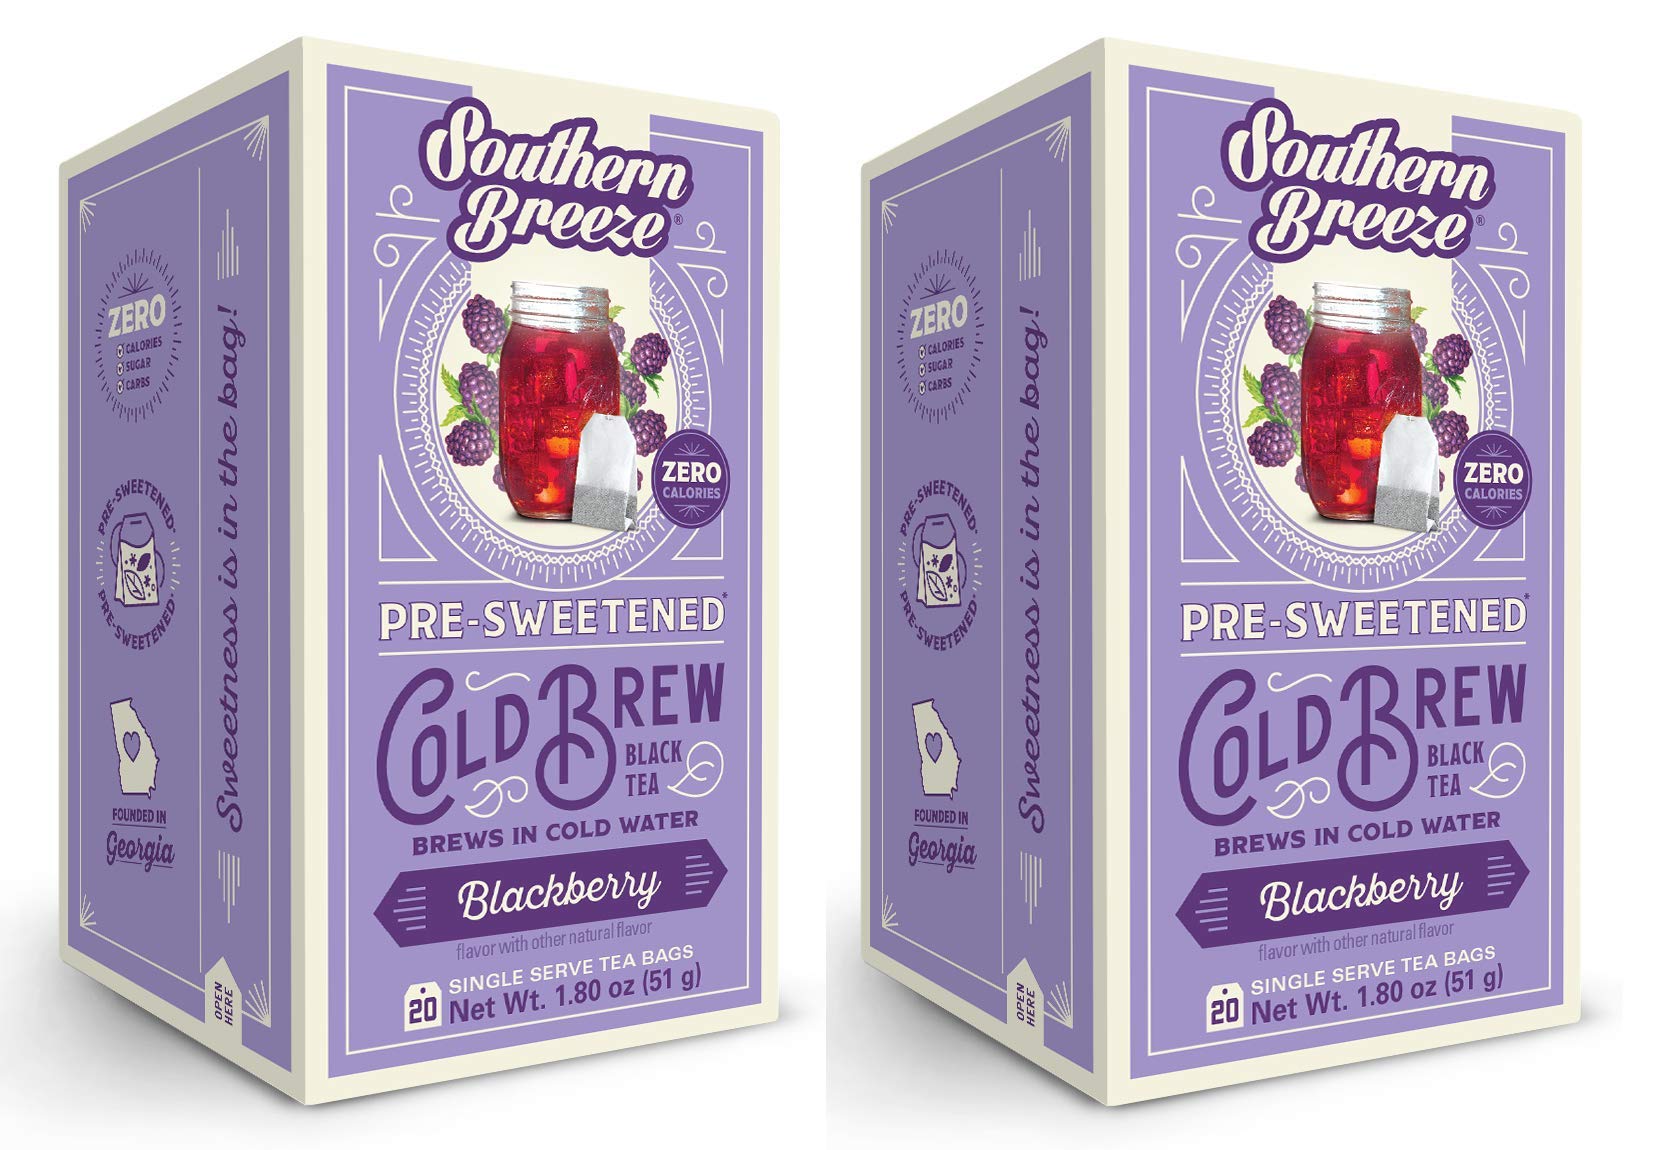 Southern
Breeze®
ZERO
CALORIES
PRE-SWEETENED*
COLD BREW
BLACK
TEA
BREWS IN COLD WATER
Blackberry
flavor with other natural flavor
20
SINGLE SERVE TEA BAGS
Net Wt. 1.80 oz (51 g)
ZERO
CALORIES
SUGAR
CARBS
PRE-SWEETENED*
PRE-SWEETENED*
FOUNDED IN
Georgia
Sweetness is in the bag!
OPEN
HERE
Southern
Breeze®
ZERO
CALORIES
PRE-SWEETENED*
COLD BREW
BLACK
TEA
BREWS IN COLD WATER
Blackberry
flavor with other natural flavor
20
SINGLE SERVE TEA BAGS
Net Wt. 1.80 oz (51 g)
ZERO
CALORIES
SUGAR
CARBS
PRE-SWEETENED*
PRE-SWEETENED*
FOUNDED IN
Georgia
Sweetness is in the bag!
OPEN
HERE